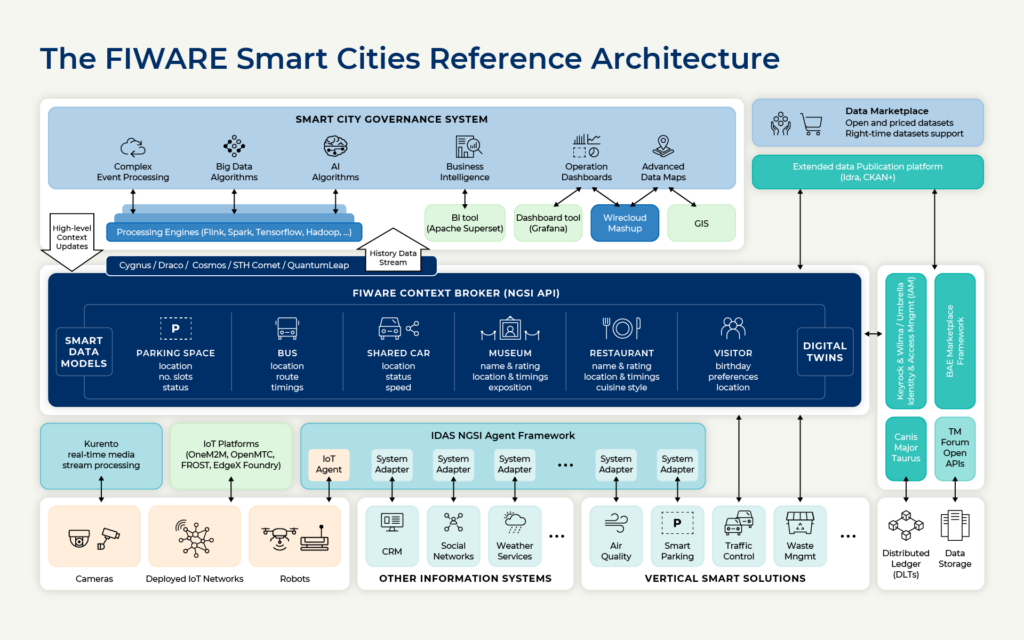 The FIWARE Smart Cities Reference Architecture
SMART CITY GOVERNANCE SYSTEM
Complex
Event Processing
Big Data
Algorithms
AI
Algorithms
Business
Intelligence
Operation
Dashboards
Advanced
Data Maps
Data Marketplace
Open and priced datasets
Right-time datasets support
Extended data Publication platform
(Idra, CKAN+)
BI tool
(Apache Superset)
Dashboard tool
(Grafana)
Wirecloud
Mashup
GIS
Processing Engines (Flink, Spark, Tensorflow, Hadoop, ...)
High-level
Context
Updates
History Data
Stream
Cygnus / Draco / Cosmos / STH Comet / QuantumLeap
FIWARE CONTEXT BROKER (NGSI API)
SMART
DATA
MODELS
P
PARKING SPACE
location
no. slots
status
BUS
location
route
timings
SHARED CAR
location
status
speed
MUSEUM
name & rating
location & timings
exposition
RESTAURANT
name & rating
location & timings
cuisine style
VISITOR
birthday
preferences
location
DIGITAL
TWINS
Keyrock & Wilma / Umbrella
Identity & Access Mngmt (IAM)
BAE Marketplace
Framework
Kurento
real-time media
stream processing
IoT Platforms
(OneM2M, OpenMTC,
FROST, EdgeX Foundry)
IDAS NGSI Agent Framework
IoT
Agent
System
Adapter
System
Adapter
System
Adapter
•••
System
Adapter
System
Adapter
Canis
Major
Taurus
TM
Forum
Open
APIs
Cameras
Deployed IoT Networks
Robots
CRM
Social
Networks
Weather
Services
•••
OTHER INFORMATION SYSTEMS
Air
Quality
P
Smart
Parking
Traffic
Control
Waste
Mngmt
•••
VERTICAL SMART SOLUTIONS
Distributed
Ledger
(DLTs)
Data
Storage